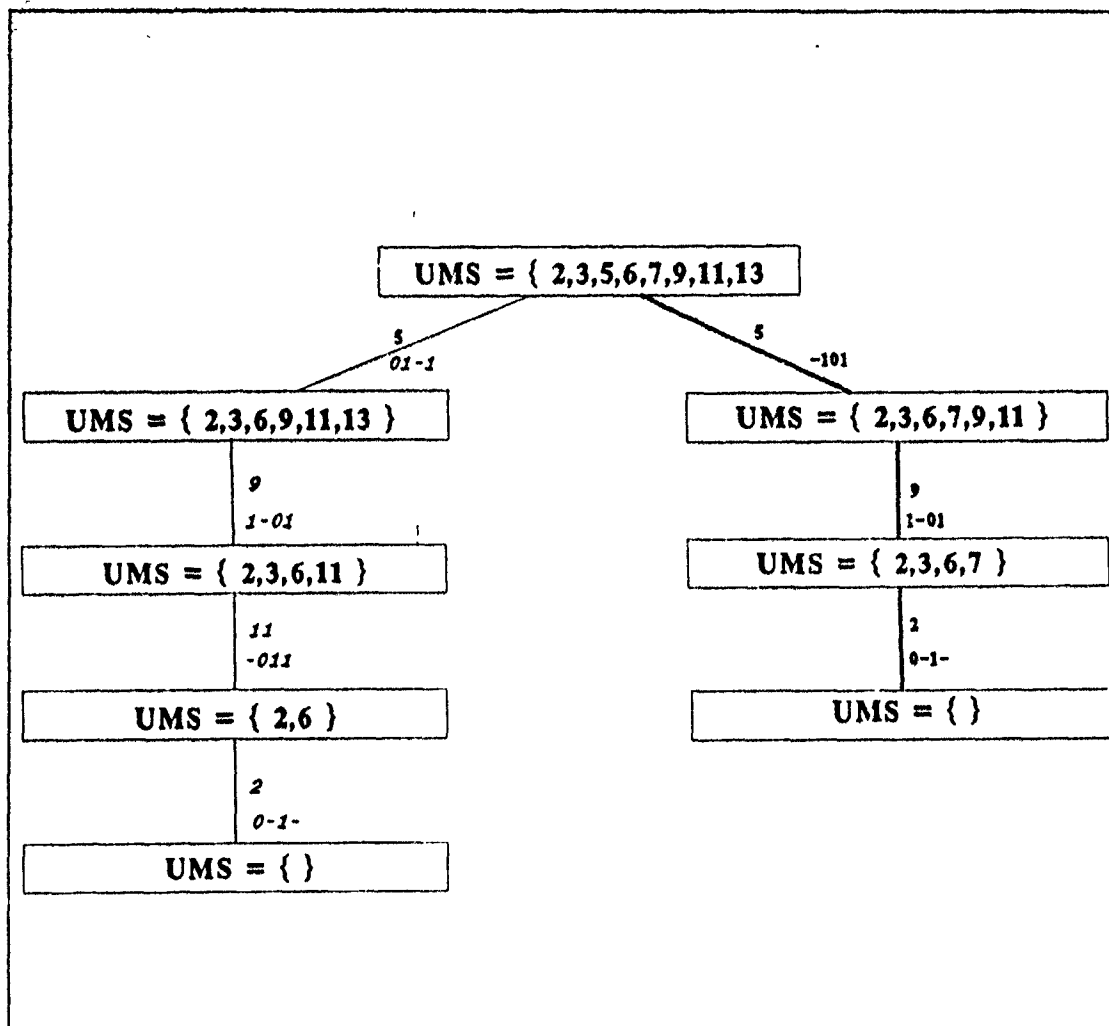 UMS = { 2,3,5,6,7,9,11,13
5
01-1
5
-101
UMS = { 2,3,6,9,11,13 }
UMS = { 2,3,6,7,9,11 }
9
1-01
9
1-01
UMS = { 2,3,6,11 }
UMS = { 2,3,6,7 }
11
-011
2
0-1-
UMS = { 2,6 }
UMS = { }
2
0-1-
UMS = { }